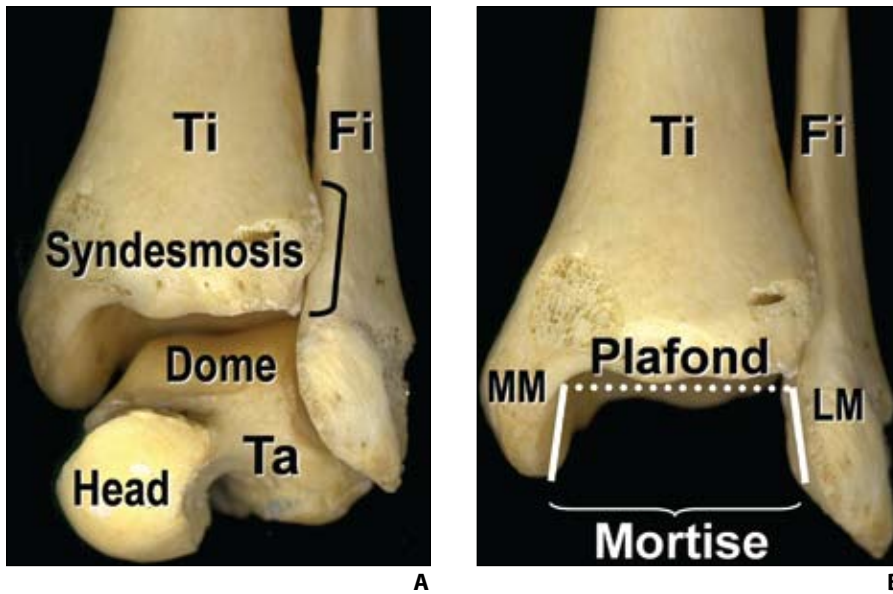 Ti
Fi
Syndesmosis
Dome
Ta
Head
A
Ti
Fi
Plafond
MM
LM
Mortise